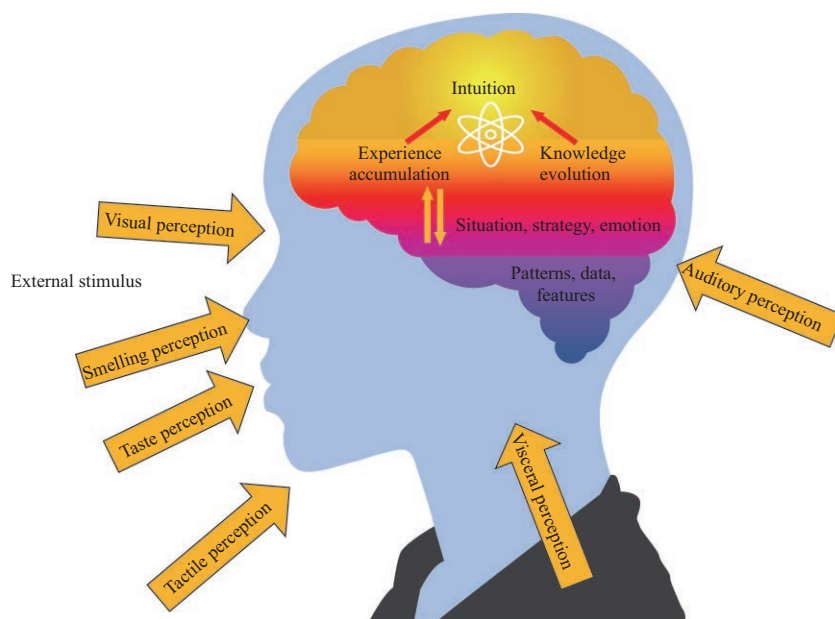 Intuition
Experience
accumulation
Knowledge
evolution
Situation, strategy, emotion
Patterns, data,
features
Visual perception
External stimulus
Smelling perception
Taste perception
Tactile perception
Visceral perception
Auditory perception